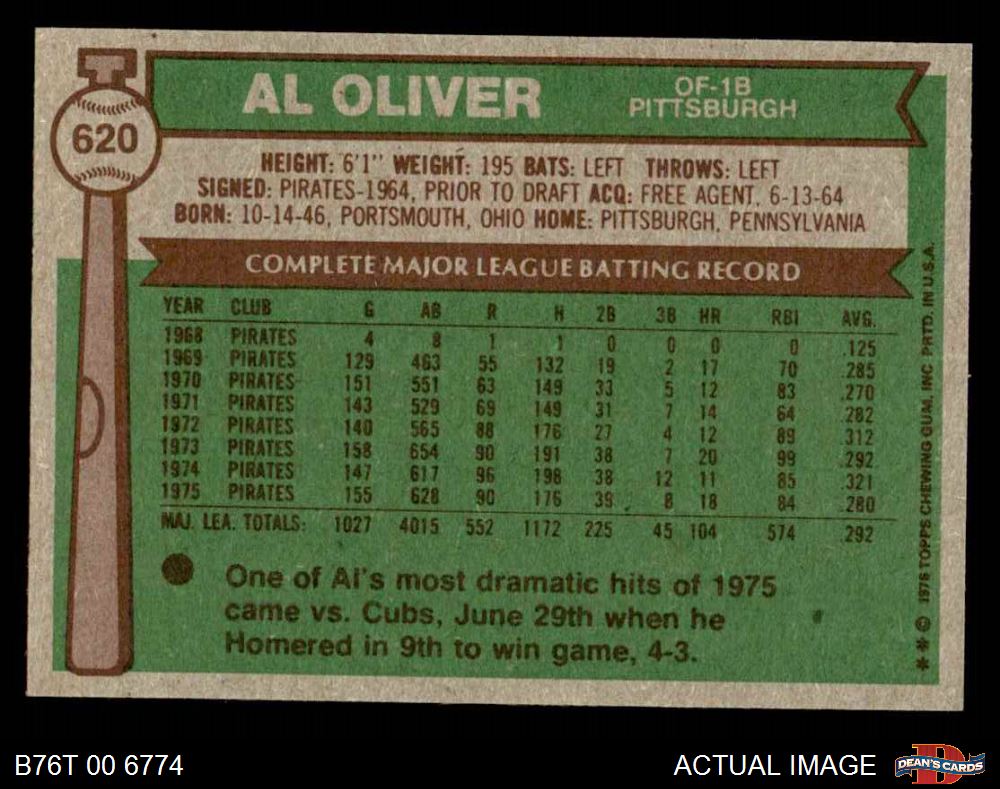 AL OLIVER
OF-1B
PITTSBURGH
620
HEIGHT: 6'1" WEIGHT: 195 BATS: LEFT THROWS: LEFT
SIGNED: PIRATES-1964, PRIOR TO DRAFT ACQ: FREE AGENT, 6-13-64
BORN: 10-14-46, PORTSMOUTH, OHIO HOME: PITTSBURGH, PENNSYLVANIA
COMPLETE MAJOR LEAGUE BATTING RECORD
YEAR CLUB G AB R H 2B 3B HR RBI AVG.
1968 PIRATES 4 8 1 1 0 0 0 0 .125
1969 PIRATES 129 463 55 132 19 2 17 70 .285
1970 PIRATES 151 551 63 149 33 5 12 83 .270
1971 PIRATES 143 529 69 149 31 7 14 64 .282
1972 PIRATES 140 565 88 176 27 4 12 89 .312
1973 PIRATES 158 654 90 191 38 7 20 99 .292
1974 PIRATES 147 617 96 198 38 12 11 85 .321
1975 PIRATES 155 628 90 176 39 8 18 84 .280
MAJ. LEA. TOTALS: 1027 4015 552 1172 225 45 104 574 .292
One of Al's most dramatic hits of 1975
came vs. Cubs, June 29th when he
Homered in 9th to win game, 4-3.
**© 1976 TOPPS CHEWING GUM, INC PRTD. IN U.S.A.
B76T 00 6774
ACTUAL IMAGE
DEAN'S CARDS